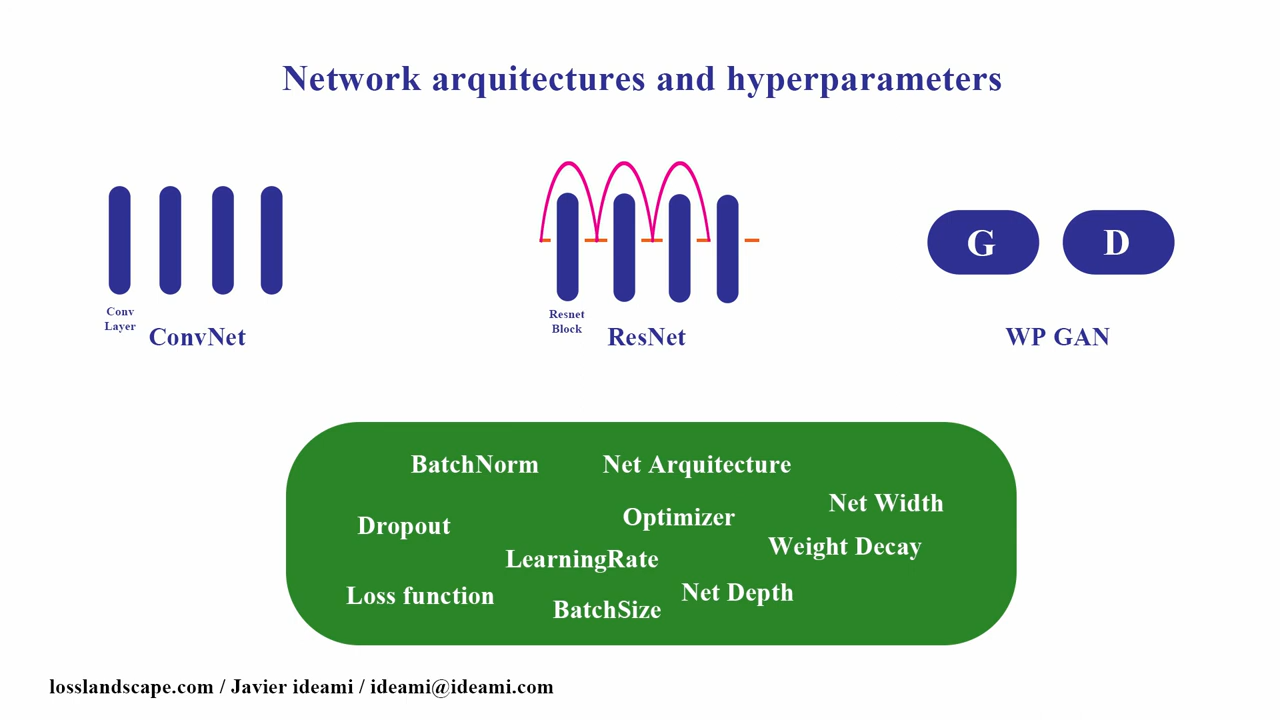 Network arquitectures and hyperparameters
G
D
Conv
Layer
ConvNet
Resnet
Block
ResNet
WP GAN
BatchNorm
Net Arquitecture
Net Width
Optimizer
Dropout
Weight Decay
LearningRate
Net Depth
Loss function
BatchSize
losslandscape.com / Javier ideami / ideami@ideami.com